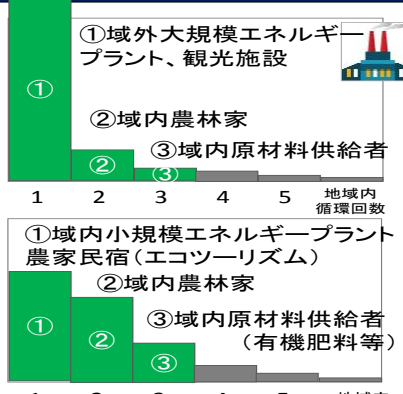 ①域外大規模エネルギー
プラント、観光施設
①
②域内農林家
③域内原材料供給者
②
③
1 2 3 4 5 地域内
循環回数
①域内小規模エネルギープラント
農家民宿(エコツーリズム)
②域内農林家
①
③域内原材料供給者
(有機肥料等)
②
③